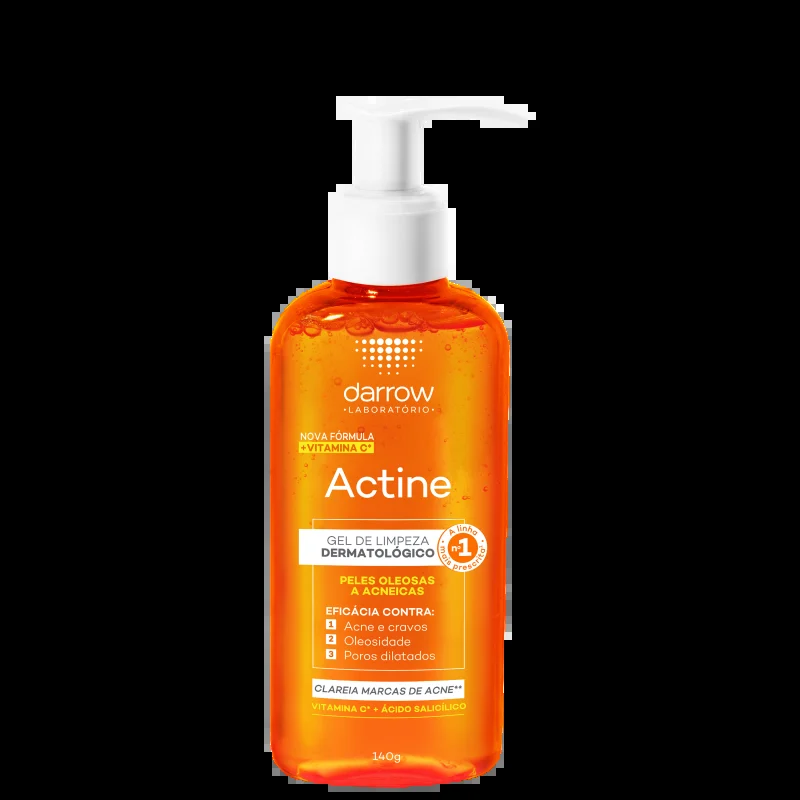 darrow
•LABORATÓRIO•
NOVA FÓRMULA
+VITAMINA C*
Actine
GEL DE LIMPEZA
DERMATOLÓGICO
A linha
nº1
mais prescrita
PELES OLEOSAS
A ACNEICAS
EFICÁCIA CONTRA:
1 Acne e cravos
2 Oleosidade
3 Poros dilatados
CLAREIA MARCAS DE ACNE**
VITAMINA C* + ÁCIDO SALICÍLICO
140g